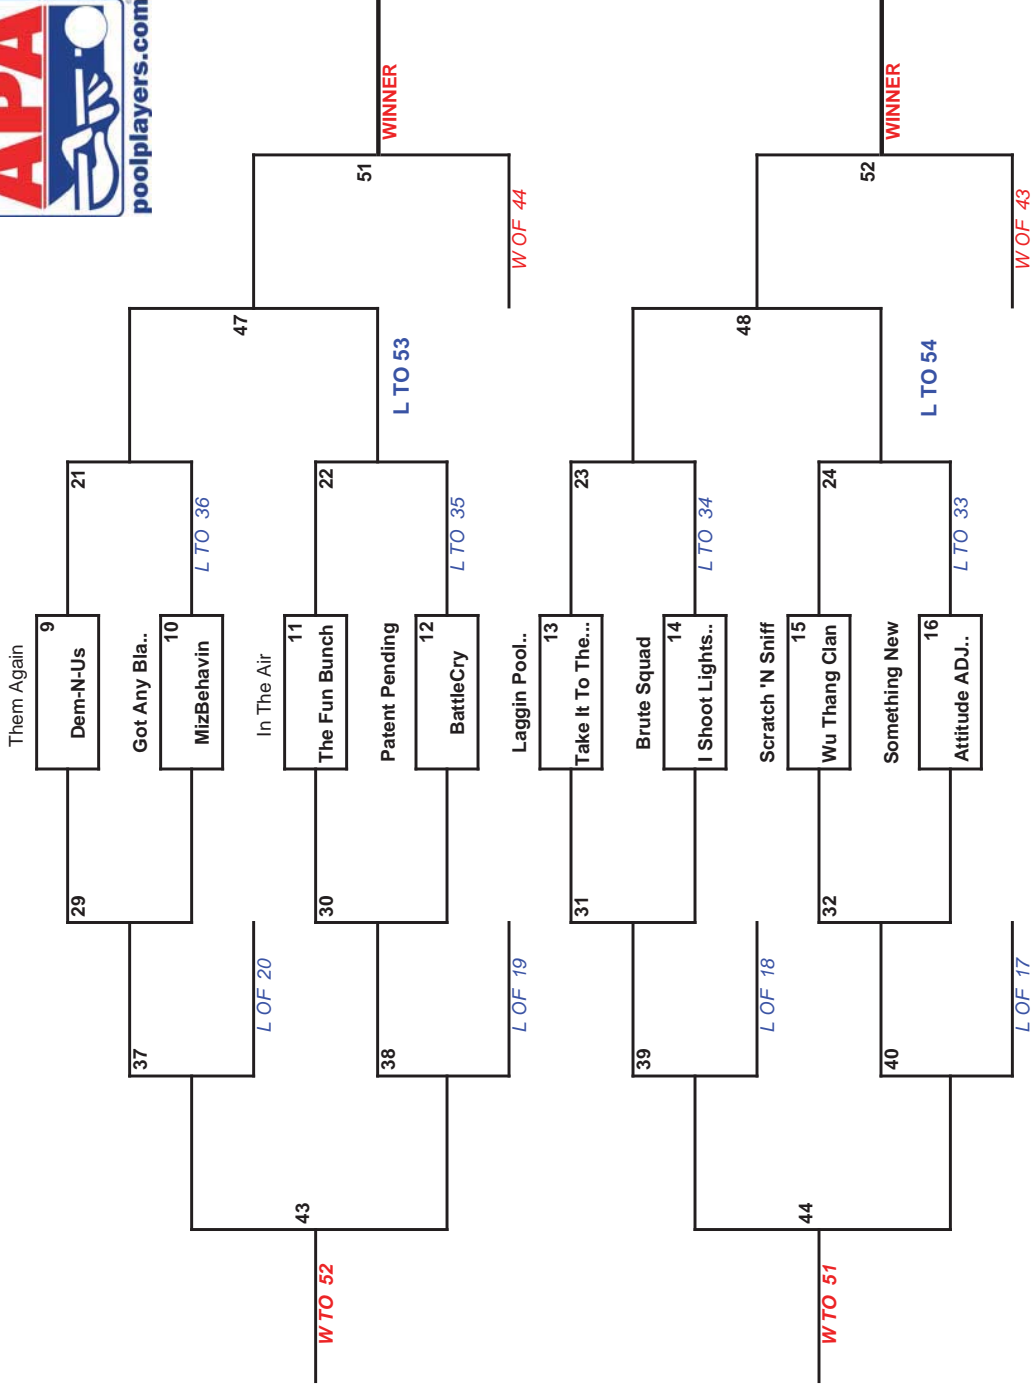 APA
poolplayers.com
WINNER
WINNER
51
52
W OF 44
W OF 43
47
48
L TO 53
L TO 54
21
22
23
24
L TO 36
L TO 35
L TO 34
L TO 33
Them Again
9
Dem-N-Us
Got Any Bla..
10
MizBehavin
In The Air
11
The Fun Bunch
Patent Pending
12
BattleCry
Laggin Pool..
13
Take It To The...
Brute Squad
14
I Shoot Lights..
Scratch 'N Sniff
15
Wu Thang Clan
Something New
16
Attitude ADJ..
29
30
31
32
L OF 20
L OF 19
L OF 18
L OF 17
37
38
39
40
43
44
W TO 52
W TO 51